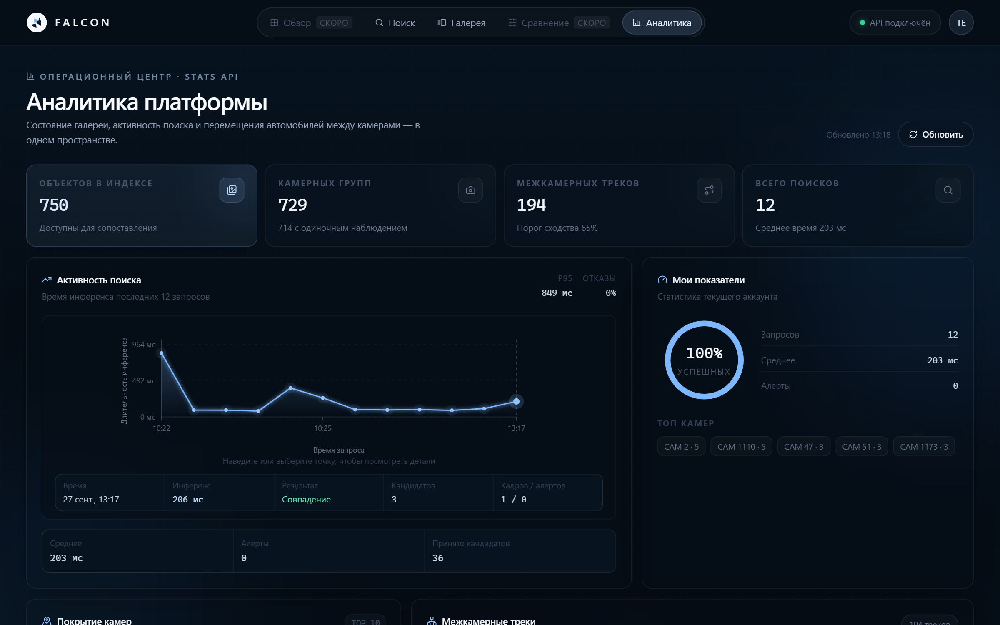 FALCON
Обзор СКОРО
Поиск
Галерея
Сравнение СКОРО
Аналитика
API подключён
TE
ОПЕРАЦИОННЫЙ ЦЕНТР · STATS API
Аналитика платформы
Состояние галереи, активность поиска и перемещения автомобилей между камерами — в
одном пространстве.
Обновлено 13:18
Обновить
ОБЪЕКТОВ В ИНДЕКСЕ
750
Доступны для сопоставления
КАМЕРНЫХ ГРУПП
729
714 с одиночным наблюдением
МЕЖКАМЕРНЫХ ТРЕКОВ
194
Порог сходства 65%
ВСЕГО ПОИСКОВ
12
Среднее время 203 мс
Активность поиска
Время инференса последних 12 запросов
P95
849 мс
ОТКАЗЫ
0%
Длительность инференса
964 мс
482 мс
0 мс
10:22
10:25
13:17
Время запроса
Наведите или выберите точку, чтобы посмотреть детали
Время
27 сент., 13:17
Инференс
206 мс
Результат
Совпадение
Кандидатов
3
Кадров / алертов
1 / 0
Среднее
203 мс
Алерты
0
Принято кандидатов
36
Мои показатели
Статистика текущего аккаунта
100%
УСПЕШНЫХ
Запросов 12
Среднее 203 мс
Алерты 0
ТОП КАМЕР
CAM 2 · 5
CAM 1110 · 5
CAM 47 · 3
CAM 51 · 3
CAM 1173 · 3
Покрытие камер
TOP 10
Межкамерные треки
194 треков